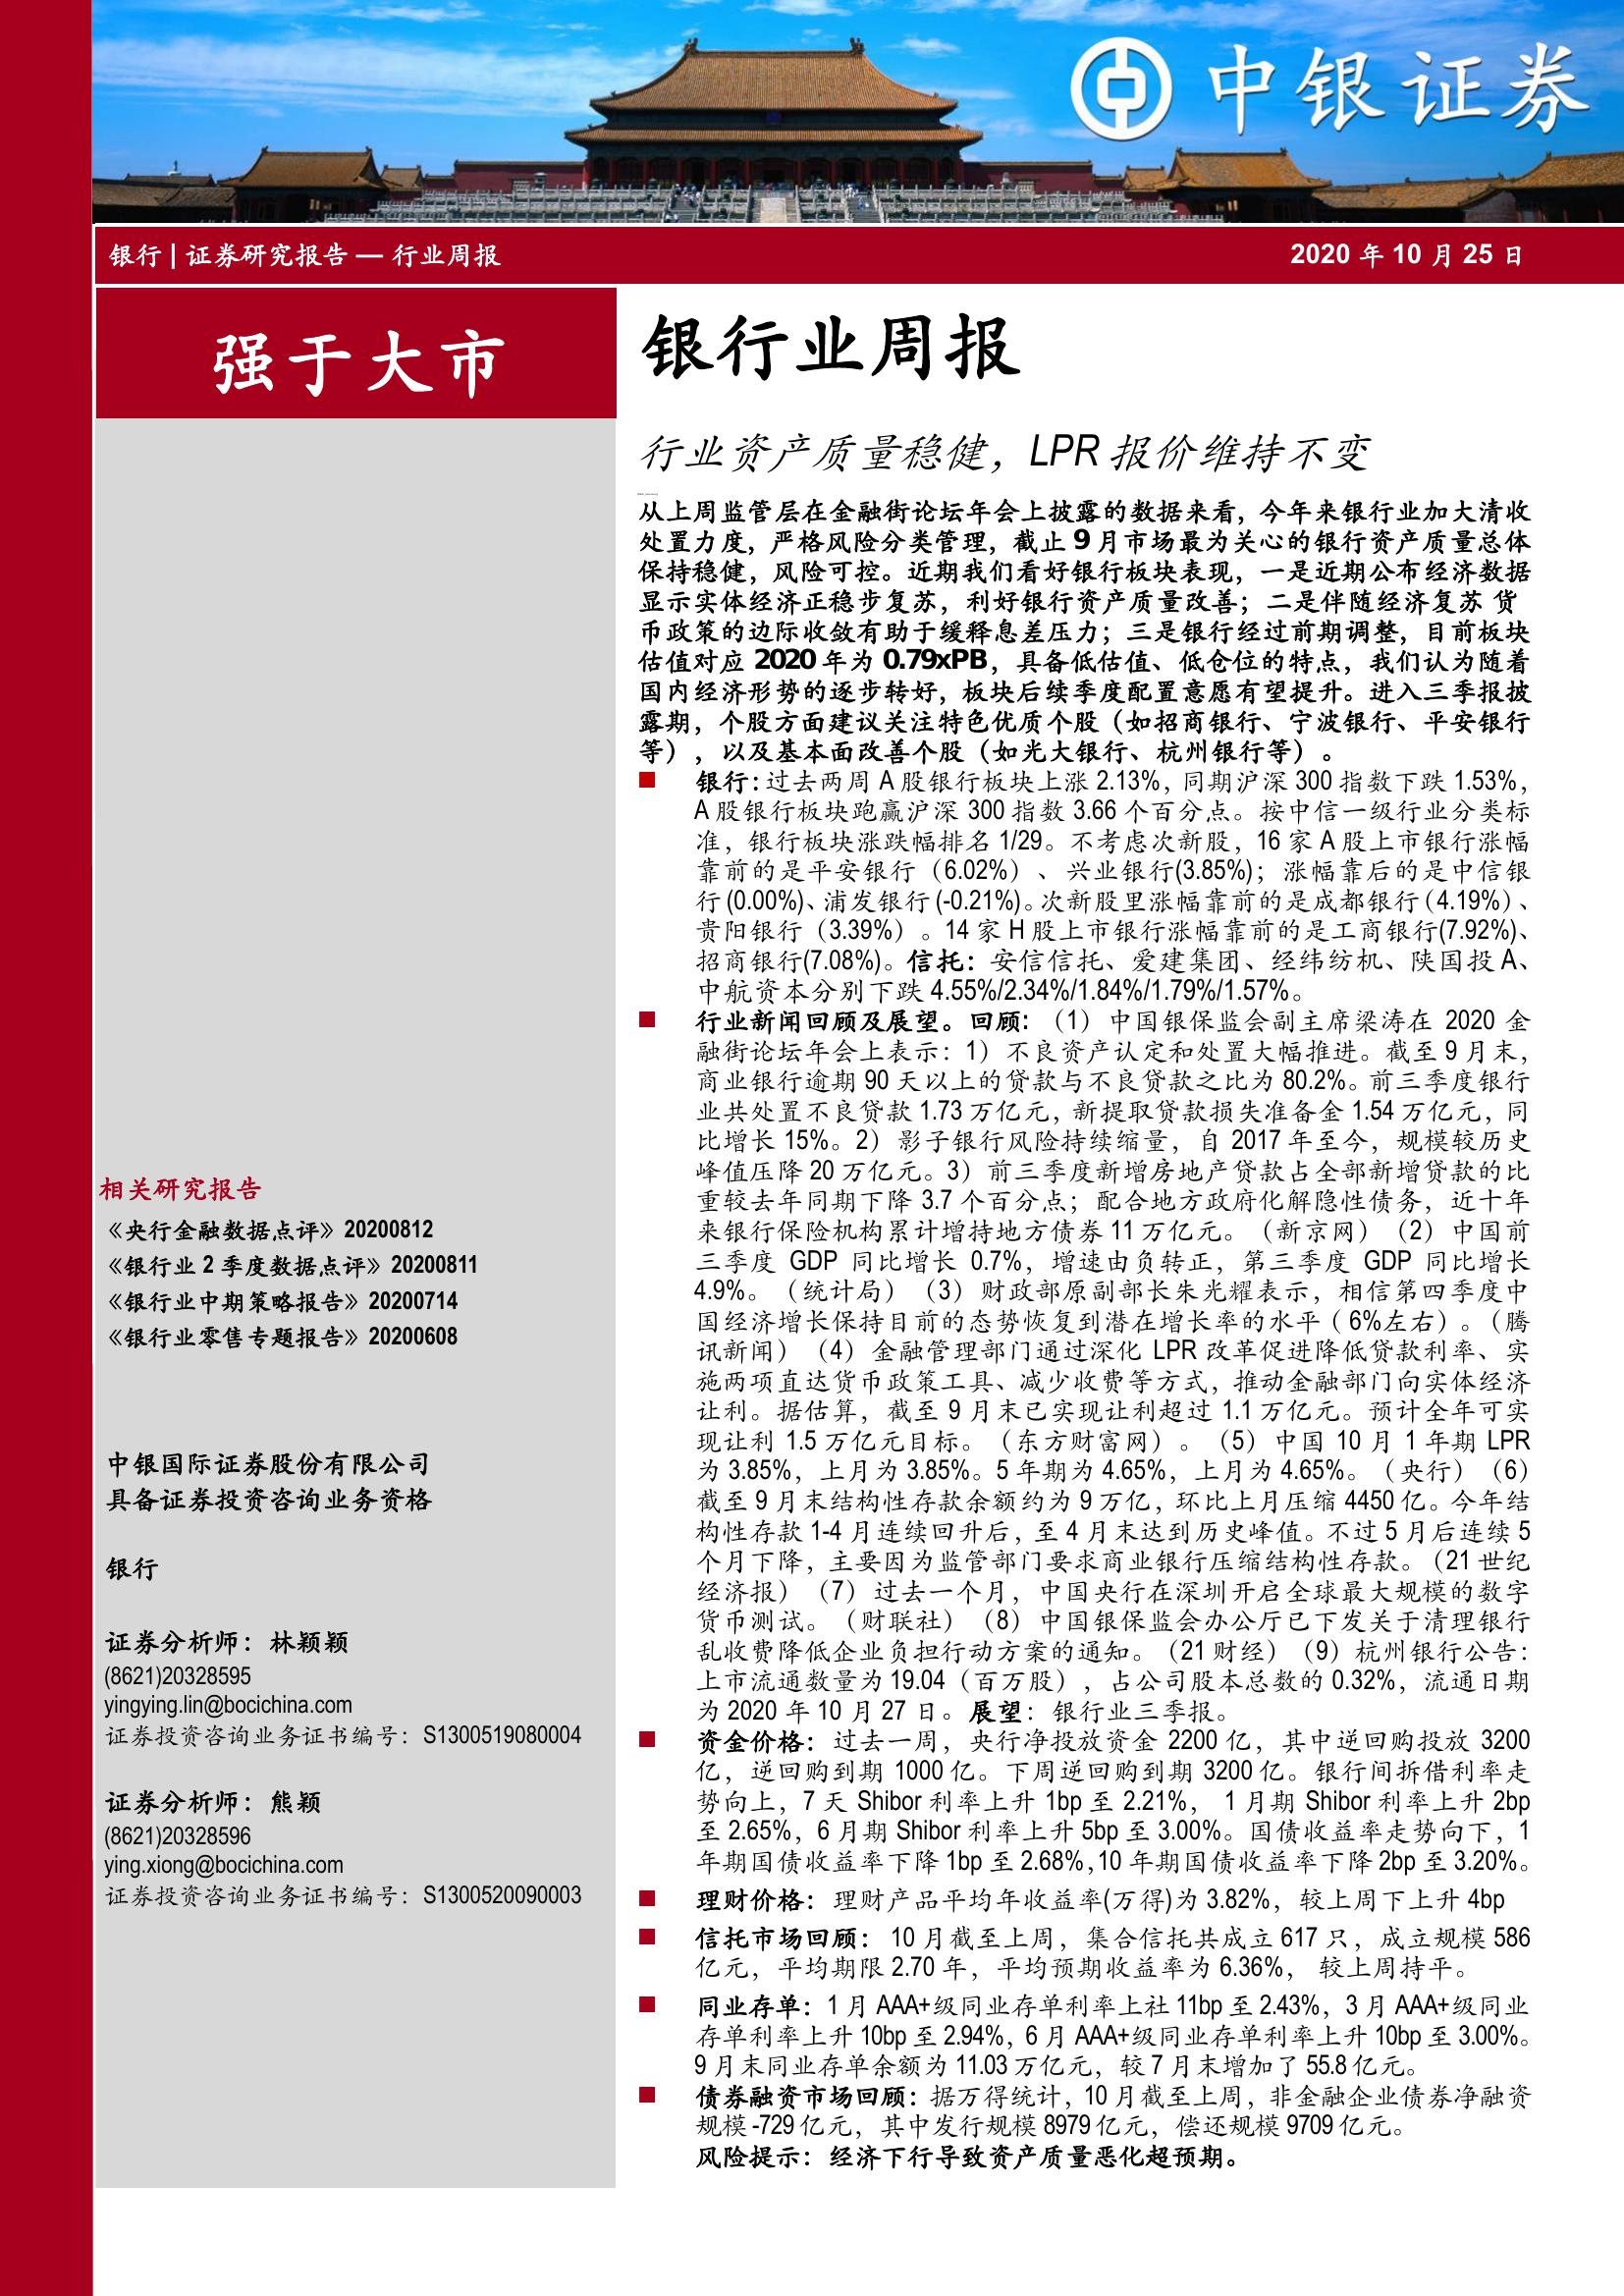 中银证券
银行 | 证券研究报告 — 行业周报
2020 年 10 月 25 日
强于大市
银行业周报
行业资产质量稳健，LPR 报价维持不变
从上周监管层在金融街论坛年会上披露的数据来看，今年来银行业加大清收
处置力度，严格风险分类管理，截止 9 月市场最为关心的银行资产质量总体
保持稳健，风险可控。近期我们看好银行板块表现，一是近期公布经济数据
显示实体经济正稳步复苏，利好银行资产质量改善；二是伴随经济复苏 货
币政策的边际收敛有助于缓释息差压力；三是银行经过前期调整，目前板块
估值对应 2020 年为 0.79xPB，具备低估值、低仓位的特点，我们认为随着
国内经济形势的逐步转好，板块后续季度配置意愿有望提升。进入三季报披
露期，个股方面建议关注特色优质个股（如招商银行、宁波银行、平安银行
等），以及基本面改善个股（如光大银行、杭州银行等）。
银行：过去两周 A 股银行板块上涨 2.13%，同期沪深 300 指数下跌 1.53%，
A 股银行板块跑赢沪深 300 指数 3.66 个百分点。按中信一级行业分类标
准，银行板块涨跌幅排名 1/29。不考虑次新股，16 家 A 股上市银行涨幅
靠前的是平安银行（6.02%）、 兴业银行(3.85%)；涨幅靠后的是中信银
行(0.00%)、浦发银行(-0.21%)。次新股里涨幅靠前的是成都银行（4.19%）、
贵阳银行（3.39%）。14 家 H 股上市银行涨幅靠前的是工商银行(7.92%)、
招商银行(7.08%)。信托：安信信托、爱建集团、经纬纺机、陕国投 A、
中航资本分别下跌 4.55%/2.34%/1.84%/1.79%/1.57%。
行业新闻回顾及展望。回顾：（1）中国银保监会副主席梁涛在 2020 金
融街论坛年会上表示：1）不良资产认定和处置大幅推进。截至 9 月末，
商业银行逾期 90 天以上的贷款与不良贷款之比为 80.2%。前三季度银行
业共处置不良贷款 1.73 万亿元，新提取贷款损失准备金 1.54 万亿元，同
比增长 15%。2）影子银行风险持续缩量，自 2017 年至今，规模较历史
峰值压降 20 万亿元。3）前三季度新增房地产贷款占全部新增贷款的比
重较去年同期下降 3.7 个百分点；配合地方政府化解隐性债务，近十年
来银行保险机构累计增持地方债券 11 万亿元。（新京网）（2）中国前
三季度 GDP 同比增长 0.7%，增速由负转正，第三季度 GDP 同比增长
4.9%。（统计局）（3）财政部原副部长朱光耀表示，相信第四季度中
国经济增长保持目前的态势恢复到潜在增长率的水平（6%左右）。（腾
讯新闻）（4）金融管理部门通过深化 LPR 改革促进降低贷款利率、实
施两项直达货币政策工具、减少收费等方式，推动金融部门向实体经济
让利。据估算，截至 9 月末已实现让利超过 1.1 万亿元。预计全年可实
现让利 1.5 万亿元目标。（东方财富网）。（5）中国 10 月 1 年期 LPR
为 3.85%，上月为 3.85%。5 年期为 4.65%，上月为 4.65%。（央行）（6）
截至 9 月末结构性存款余额约为 9 万亿，环比上月压缩 4450 亿。今年结
构性存款 1-4 月连续回升后，至 4 月末达到历史峰值。不过 5 月后连续 5
个月下降，主要因为监管部门要求商业银行压缩结构性存款。（21 世纪
经济报）（7）过去一个月，中国央行在深圳开启全球最大规模的数字
货币测试。（财联社）（8）中国银保监会办公厅已下发关于清理银行
乱收费降低企业负担行动方案的通知。（21 财经）（9）杭州银行公告：
上市流通数量为 19.04（百万股），占公司股本总数的 0.32%，流通日期
为 2020 年 10 月 27 日。展望：银行业三季报。
资金价格：过去一周，央行净投放资金 2200 亿，其中逆回购投放 3200
亿，逆回购到期 1000 亿。下周逆回购到期 3200 亿。银行间拆借利率走
势向上，7 天 Shibor 利率上升 1bp 至 2.21%， 1 月期 Shibor 利率上升 2bp
至 2.65%，6 月期 Shibor 利率上升 5bp 至 3.00%。国债收益率走势向下，1
年期国债收益率下降 1bp 至 2.68%,10 年期国债收益率下降 2bp 至 3.20%。
理财价格：理财产品平均年收益率(万得)为 3.82%，较上周下上升 4bp
信托市场回顾：10 月截至上周，集合信托共成立 617 只，成立规模 586
亿元，平均期限 2.70 年，平均预期收益率为 6.36%， 较上周持平。
同业存单：1 月 AAA+级同业存单利率上社 11bp 至 2.43%，3 月 AAA+级同业
存单利率上升 10bp 至 2.94%，6 月 AAA+级同业存单利率上升 10bp 至 3.00%。
9 月末同业存单余额为 11.03 万亿元，较 7 月末增加了 55.8 亿元。
债券融资市场回顾：据万得统计，10 月截至上周，非金融企业债券净融资
规模 -729 亿元，其中发行规模 8979 亿元，偿还规模 9709 亿元。
风险提示：经济下行导致资产质量恶化超预期。
相关研究报告
《央行金融数据点评》20200812
《银行业 2 季度数据点评》20200811
《银行业中期策略报告》20200714
《银行业零售专题报告》20200608
中银国际证券股份有限公司
具备证券投资咨询业务资格
银行
证券分析师：林颖颖
(8621)20328595
yingying.lin@bocichina.com
证券投资咨询业务证书编号：S1300519080004
证券分析师：熊颖
(8621)20328596
ying.xiong@bocichina.com
证券投资咨询业务证书编号：S1300520090003